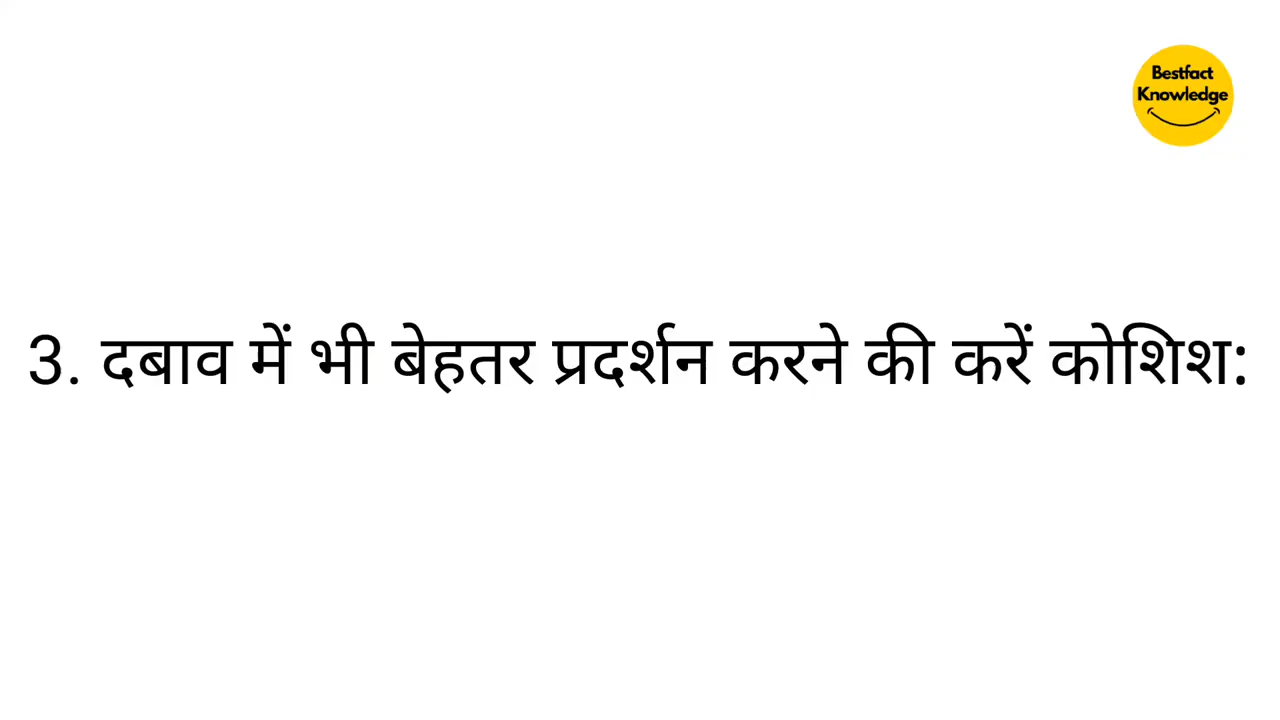 Bestfact
Knowledge
3. दबाव में भी बेहतर प्रदर्शन करने की करें कोशिश: